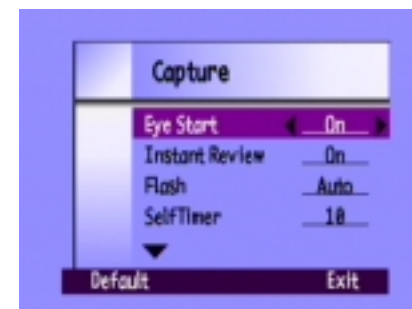 Capture
Eye Start On
Instant Review On
Flash Auto
SelfTimer 10
Default Exit